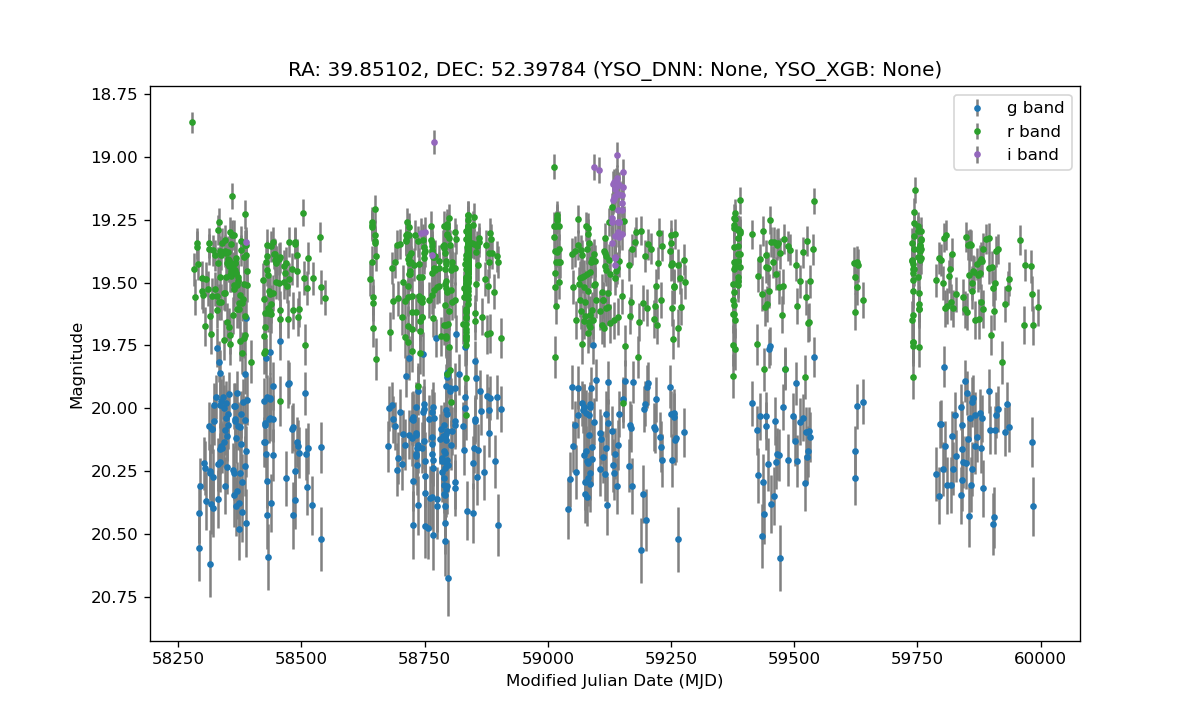 RA: 39.85102, DEC: 52.39784 (YSO_DNN: None, YSO_XGB: None)
g band
r band
i band
18.75
19.00
19.25
19.50
19.75
20.00
20.25
20.50
20.75
Magnitude
58250 58500 58750 59000 59250 59500 59750 60000
Modified Julian Date (MJD)